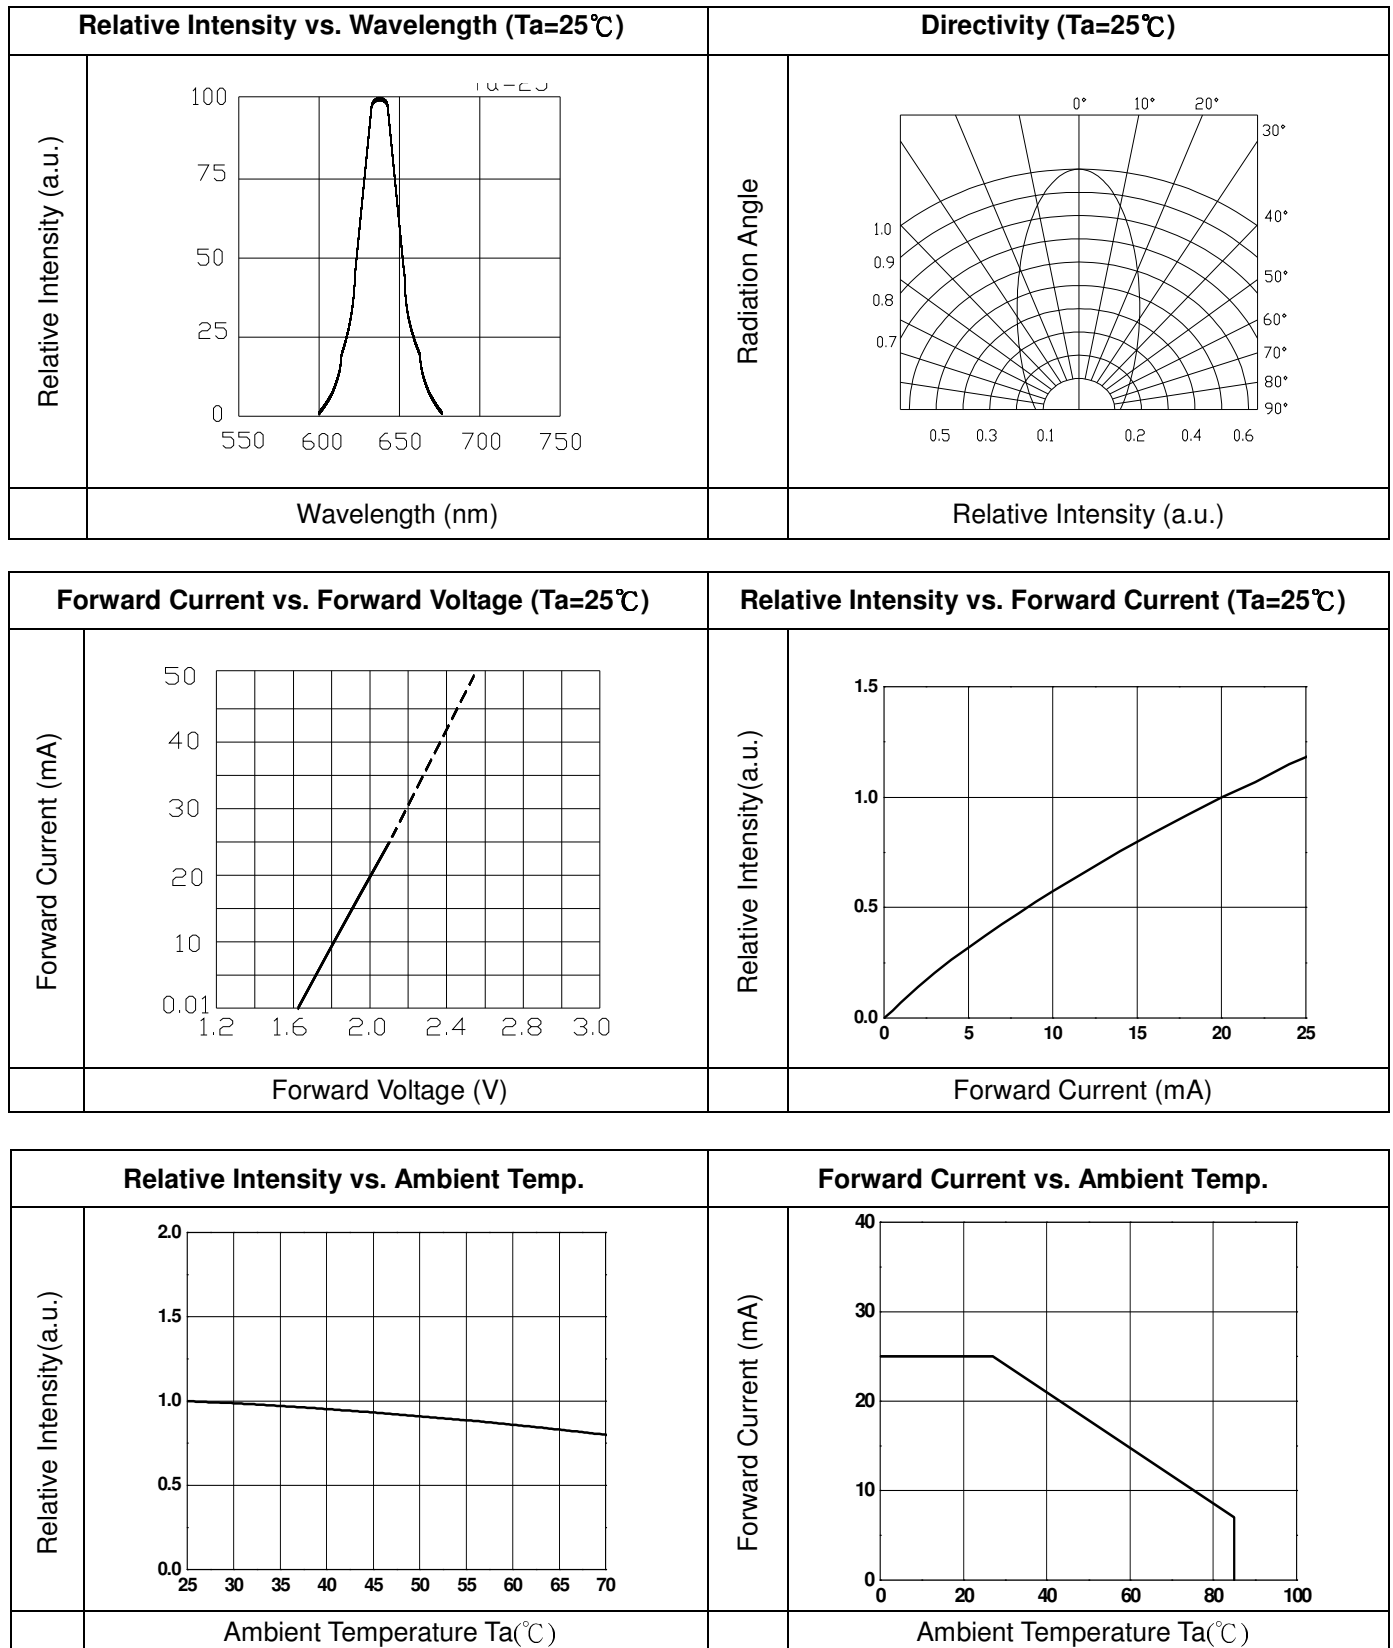 Relative Intensity vs. Wavelength (Ta=25℃)
Directivity (Ta=25℃)
Relative Intensity (a.u.)
100
75
50
25
0
550 600 650 700 750
Wavelength (nm)
Radiation Angle
0° 10° 20°
30°
40°
50°
60°
70°
80°
90°
1.0
0.9
0.8
0.7
0.5 0.3 0.1 0.2 0.4 0.6
Relative Intensity (a.u.)
Forward Current vs. Forward Voltage (Ta=25℃)
Relative Intensity vs. Forward Current (Ta=25℃)
Forward Current (mA)
50
40
30
20
10
0.01
1.2 1.6 2.0 2.4 2.8 3.0
Forward Voltage (V)
Relative Intensity(a.u.)
1.5
1.0
0.5
0.0
0 5 10 15 20 25
Forward Current (mA)
Relative Intensity vs. Ambient Temp.
Forward Current vs. Ambient Temp.
Relative Intensity(a.u.)
2.0
1.5
1.0
0.5
0.0
25 30 35 40 45 50 55 60 65 70
Ambient Temperature Ta(℃)
Forward Current (mA)
40
30
20
10
0
0 20 40 60 80 100
Ambient Temperature Ta(℃)